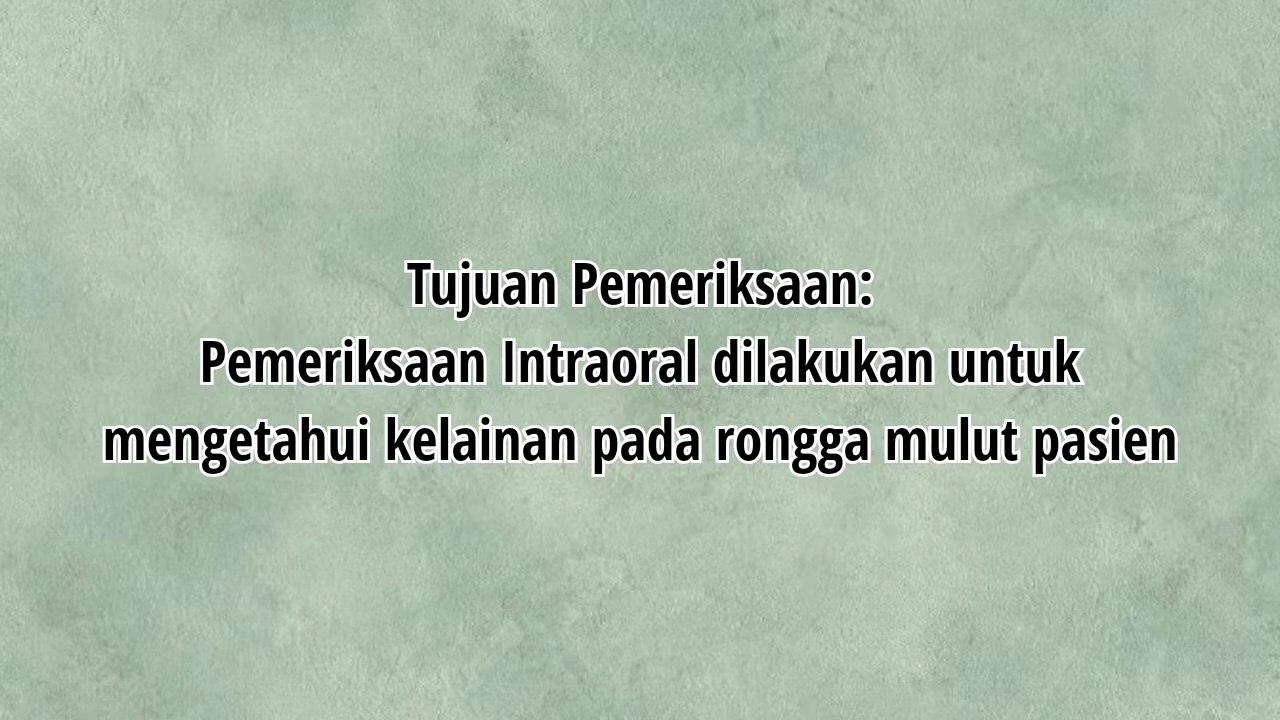 Tujuan Pemeriksaan:
Pemeriksaan Intraoral dilakukan untuk
mengetahui kelainan pada rongga mulut pasien